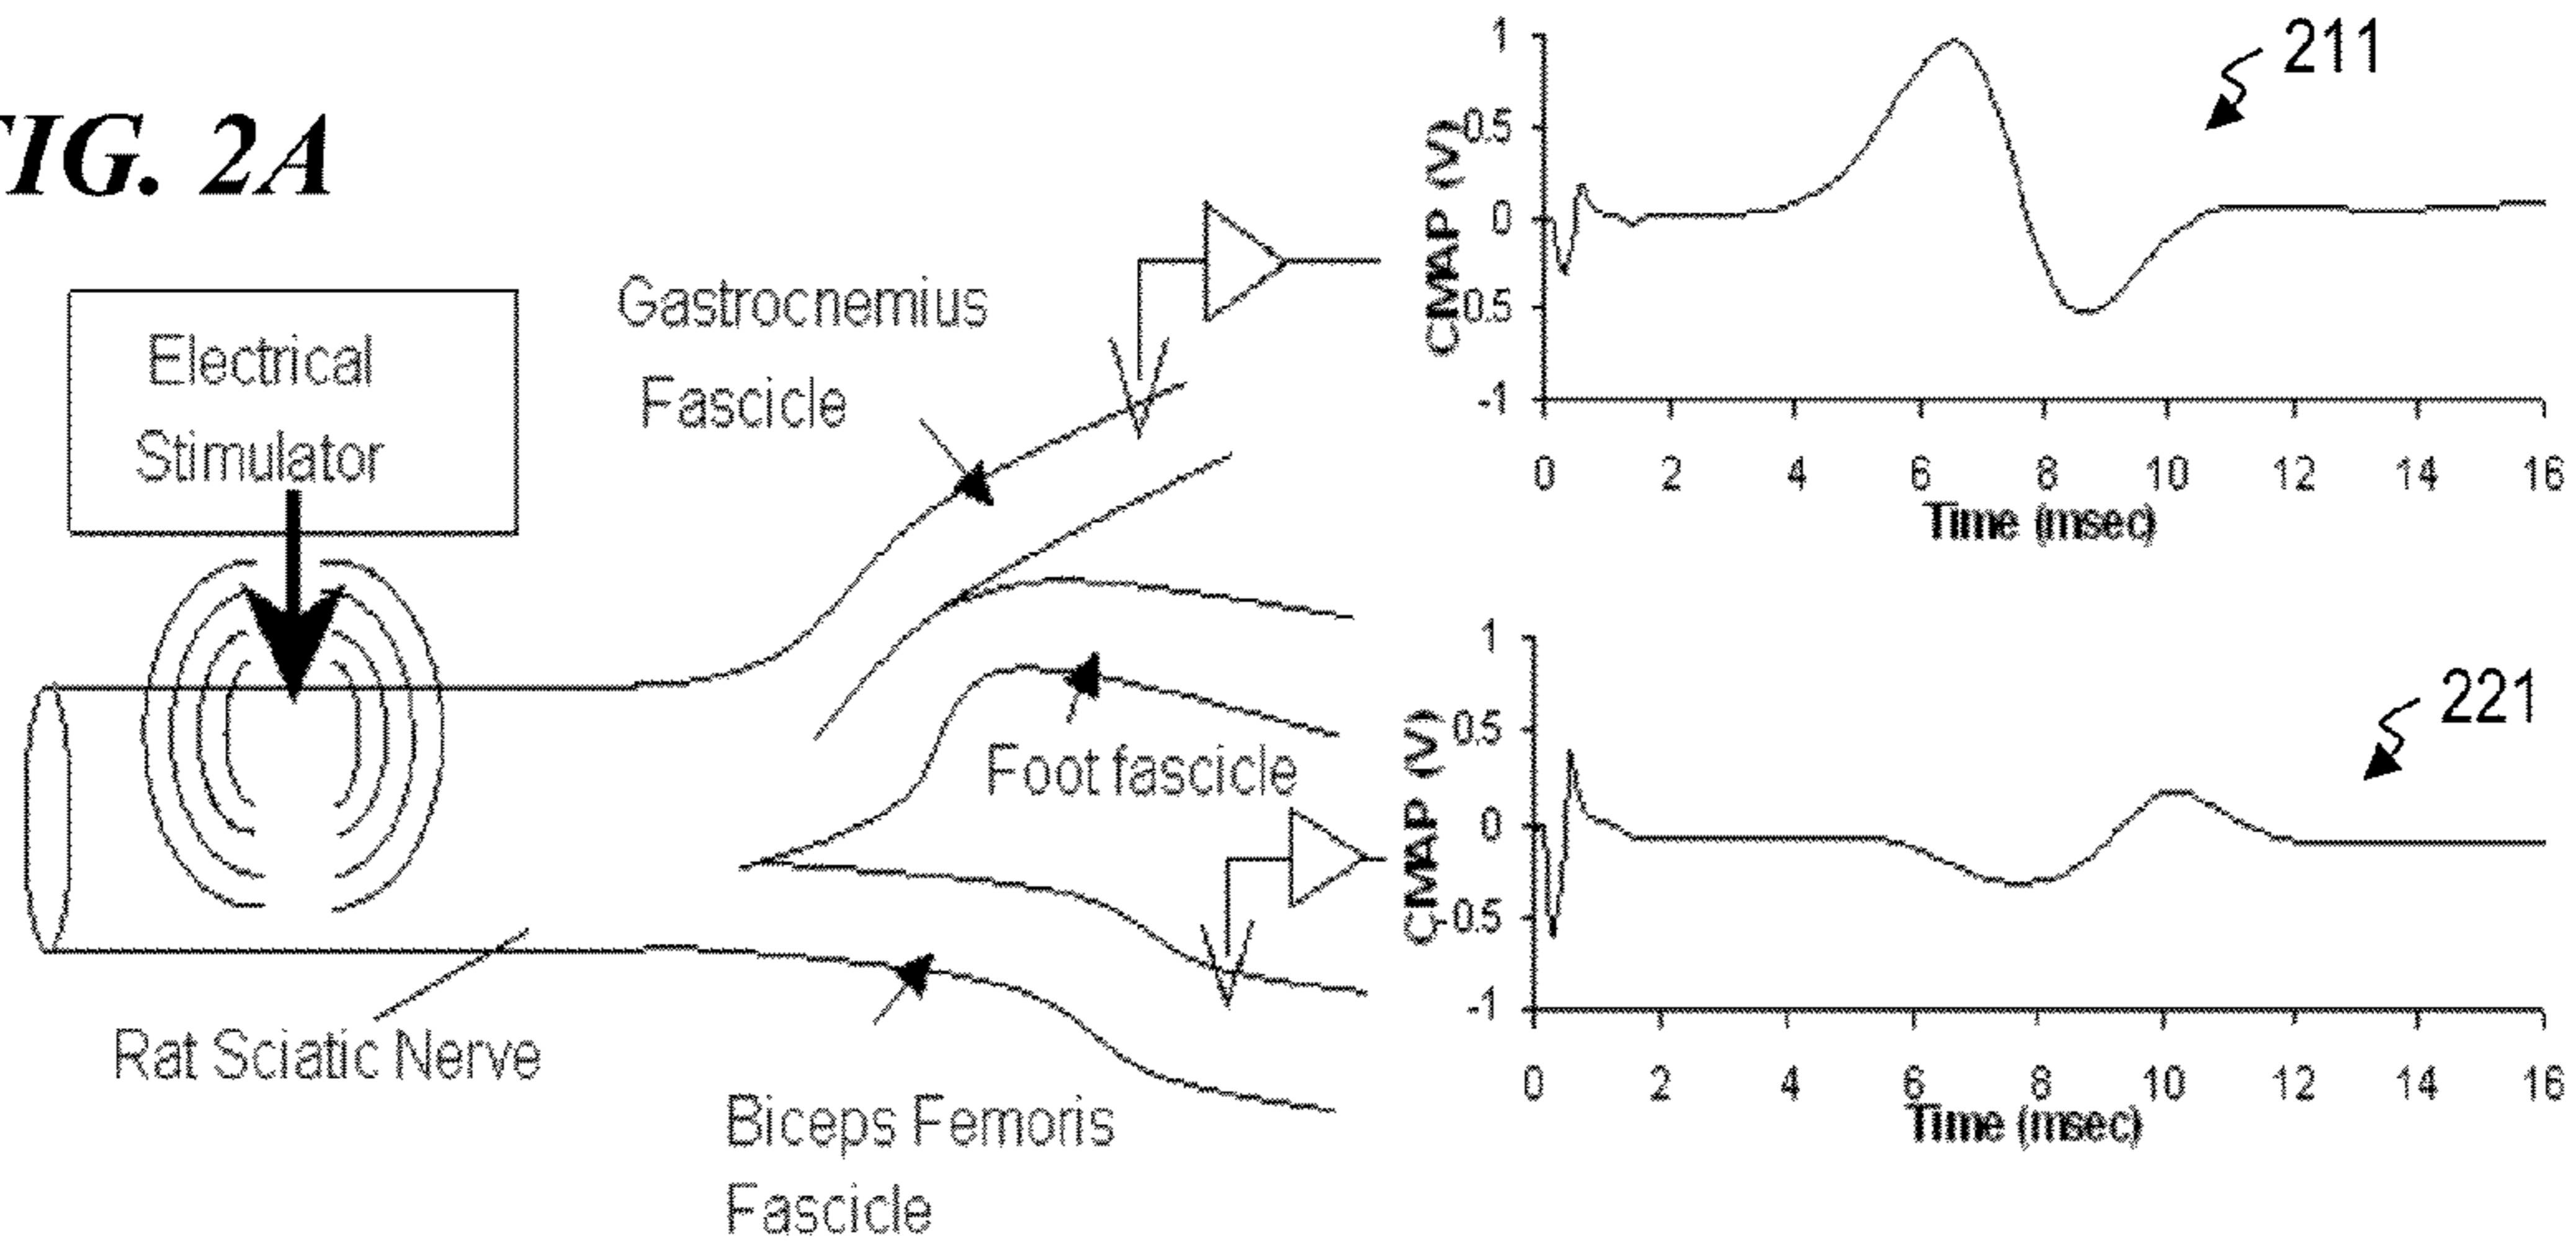 FIG. 2A
Electrical
Stimulator
Gastrocnemius
Fascicle
Foot fascicle
Rat Sciatic Nerve
Biceps Femoris
Fascicle
211
CMAP (V)
1
0.5
0
-0.5
-1
0 2 4 6 8 10 12 14 16
Time (msec)
221
CMAP (V)
1
0.5
0
-0.5
-1
0 2 4 6 8 10 12 14 16
Time (msec)